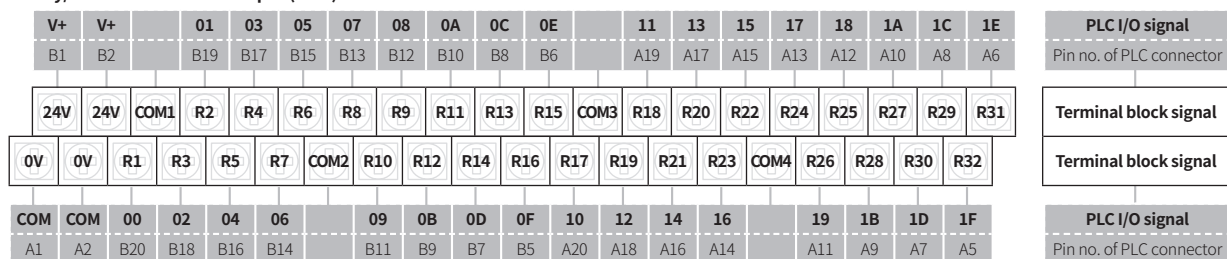 V+ V+ 01 03 05 07 08 0A 0C 0E 11 13 15 17 18 1A 1C 1E PLC I/O signal
B1 B2 B19 B17 B15 B13 B12 B10 B8 B6 A19 A17 A15 A13 A12 A10 A8 A6 Pin no. of PLC connector
24V 24V COM1 R2 R4 R6 R8 R9 R11 R13 R15 COM3 R18 R20 R22 R24 R25 R27 R29 R31 Terminal block signal
0V 0V R1 R3 R5 R7 COM2 R10 R12 R14 R16 R17 R19 R21 R23 COM4 R26 R28 R30 R32 Terminal block signal
COM COM 00 02 04 06 09 0B 0D 0F 10 12 14 16 19 1B 1D 1F PLC I/O signal
A1 A2 B20 B18 B16 B14 B11 B9 B7 B5 A20 A18 A16 A14 A11 A9 A7 A5 Pin no. of PLC connector